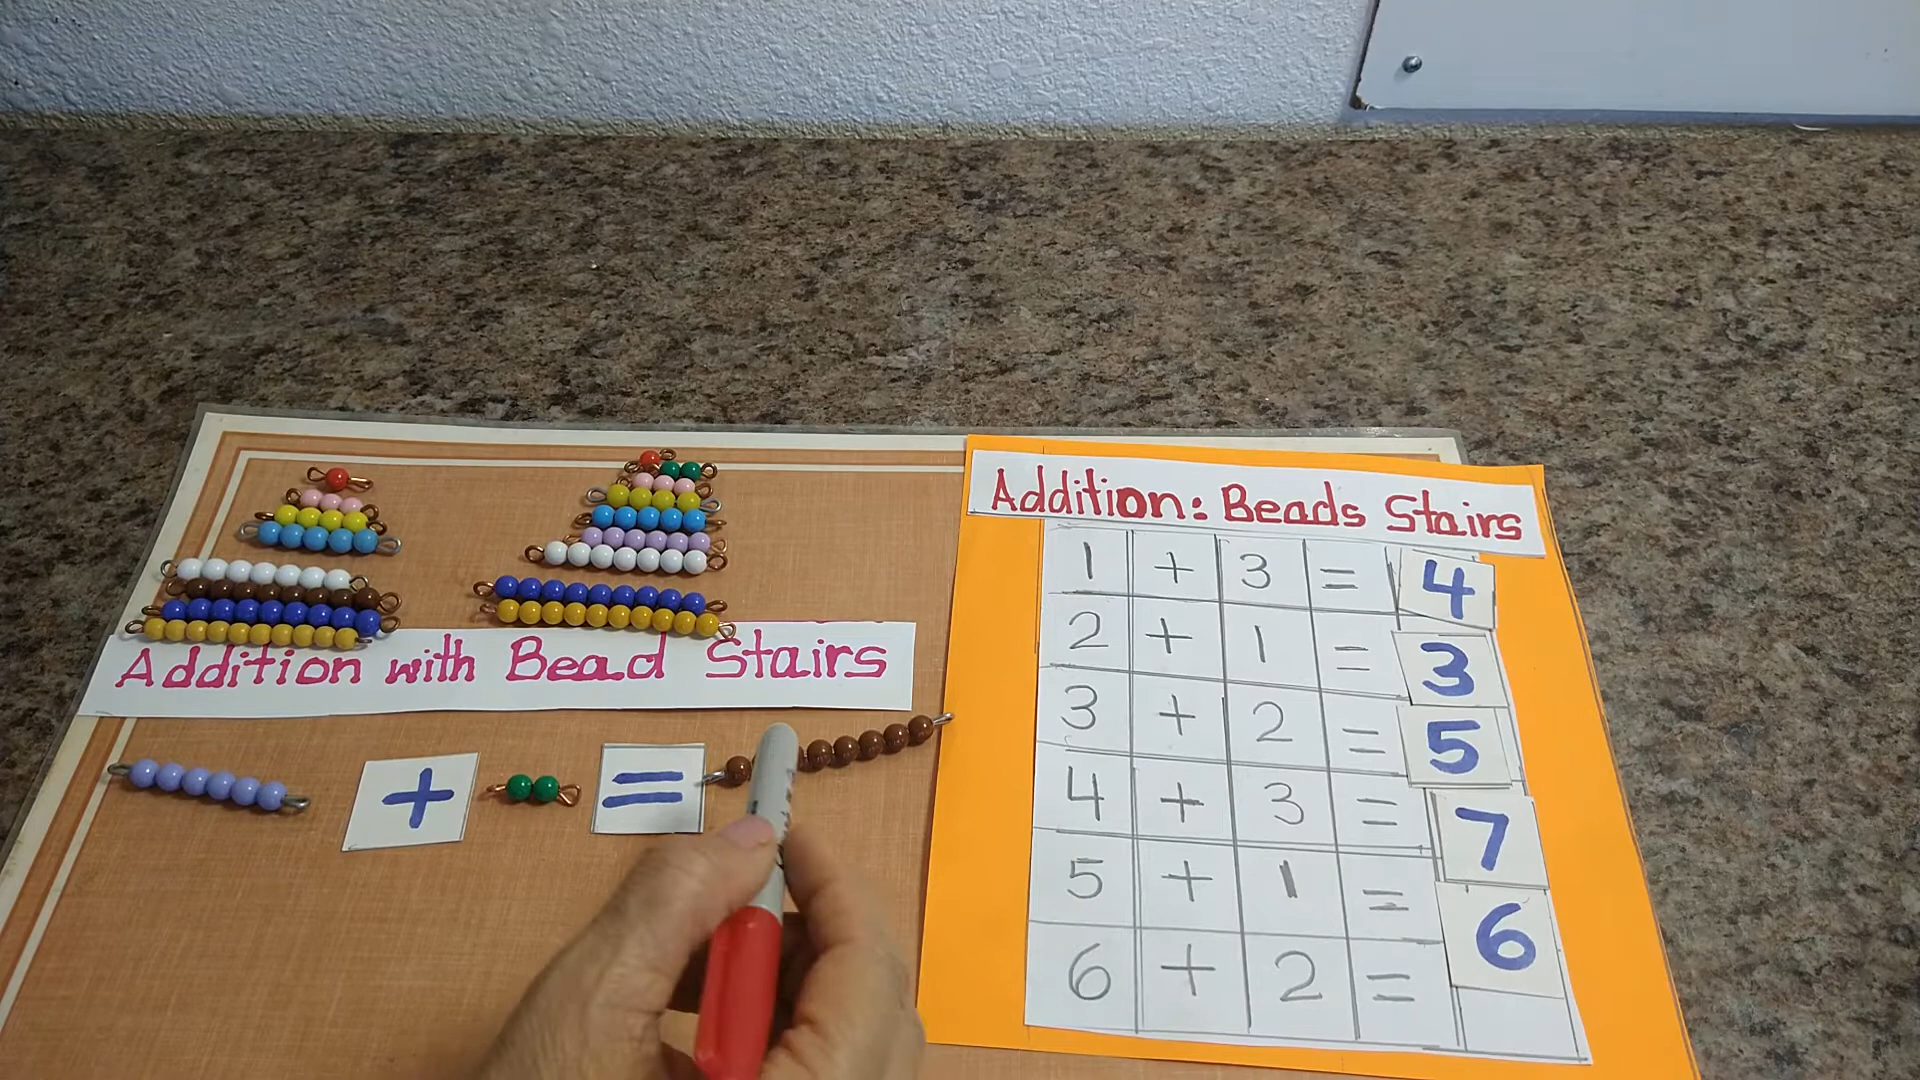 Addition with Bead Stairs
+ =
Addition: Beads Stairs
1 + 3 = 4
2 + 1 = 3
3 + 2 = 5
4 + 3 = 7
5 + 1 = 6
6 + 2 =